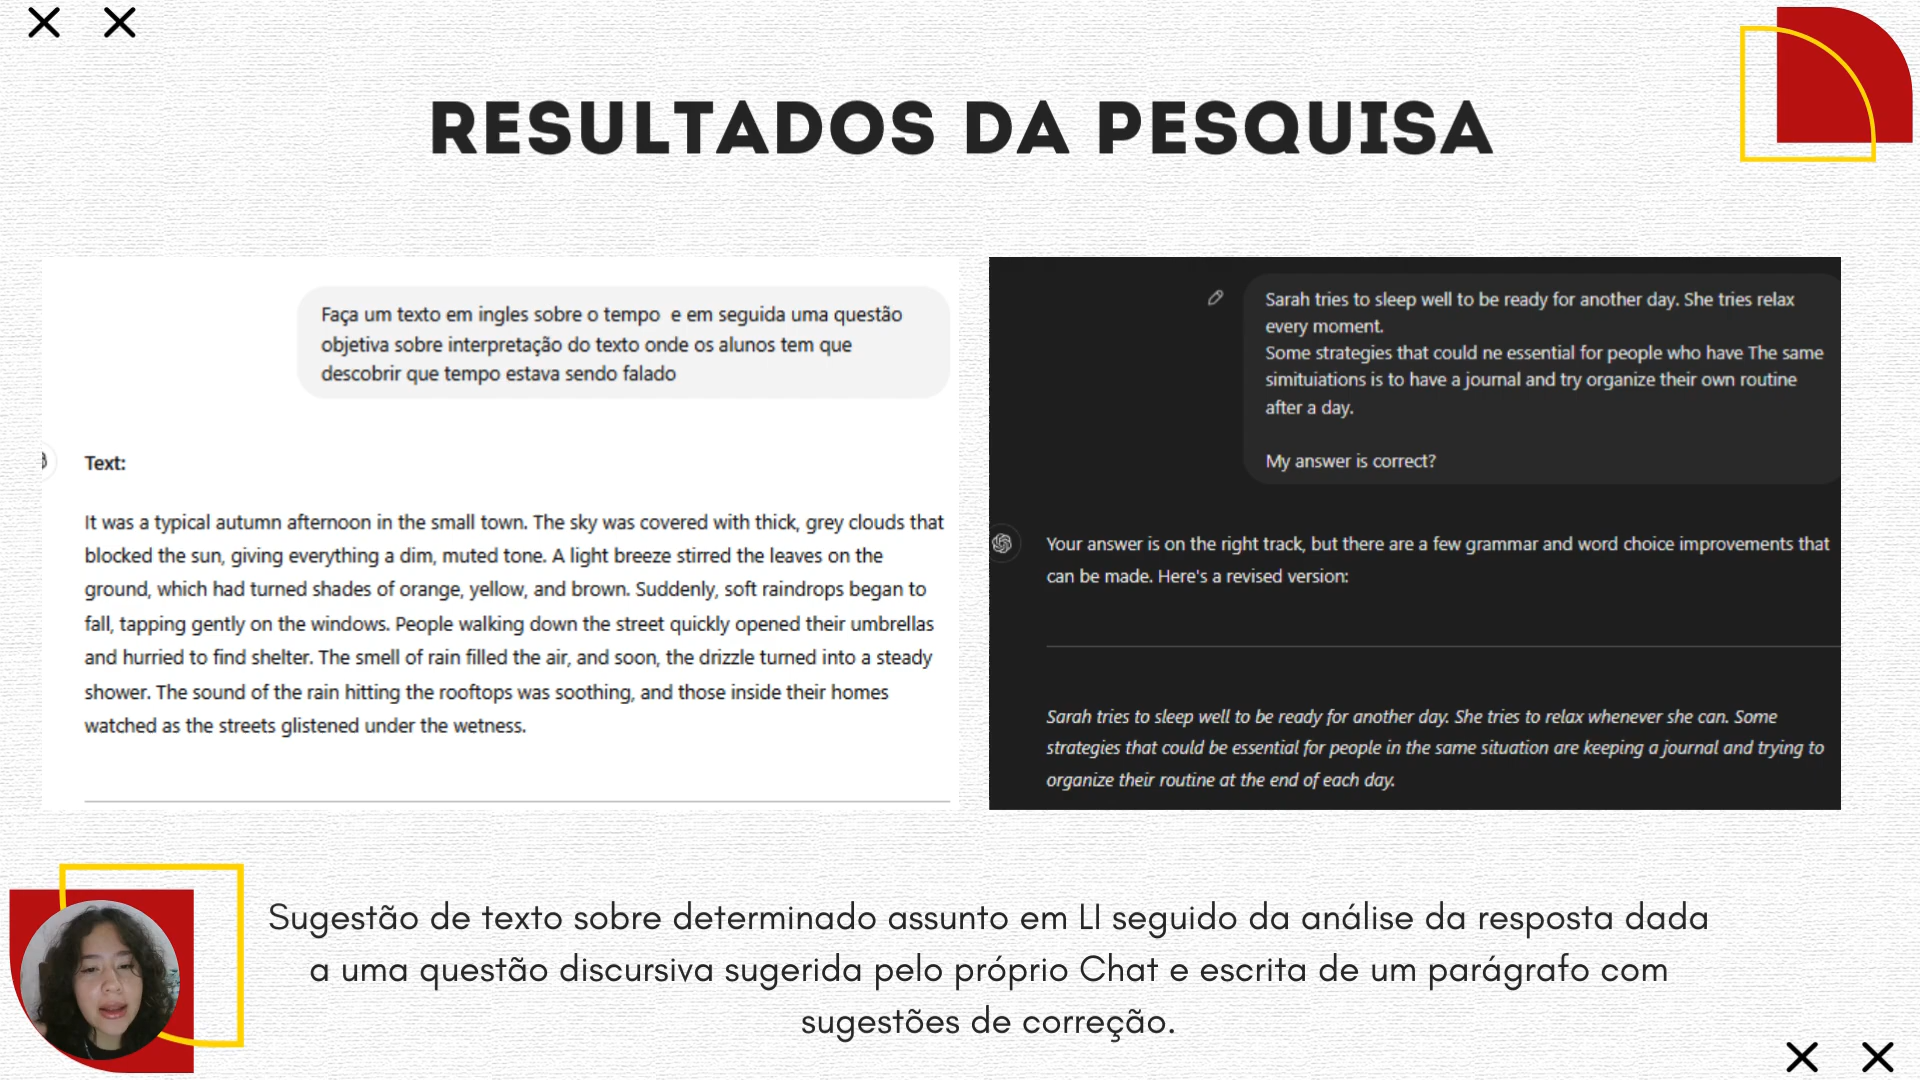 RESULTADOS DA PESQUISA
Faça um texto em ingles sobre o tempo e em seguida uma questão
objetiva sobre interpretação do texto onde os alunos tem que
descobrir que tempo estava sendo falado
Text:
It was a typical autumn afternoon in the small town. The sky was covered with thick, grey clouds that
blocked the sun, giving everything a dim, muted tone. A light breeze stirred the leaves on the
ground, which had turned shades of orange, yellow, and brown. Suddenly, soft raindrops began to
fall, tapping gently on the windows. People walking down the street quickly opened their umbrellas
and hurried to find shelter. The smell of rain filled the air, and soon, the drizzle turned into a steady
shower. The sound of the rain hitting the rooftops was soothing, and those inside their homes
watched as the streets glistened under the wetness.
Sarah tries to sleep well to be ready for another day. She tries relax
every moment.
Some strategies that could ne essential for people who have The same
simituiations is to have a journal and try organize their own routine
after a day.
My answer is correct?
Your answer is on the right track, but there are a few grammar and word choice improvements that
can be made. Here's a revised version:
Sarah tries to sleep well to be ready for another day. She tries to relax whenever she can. Some
strategies that could be essential for people in the same situation are keeping a journal and trying to
organize their routine at the end of each day.
Sugestão de texto sobre determinado assunto em LI seguido da análise da resposta dada
a uma questão discursiva sugerida pelo próprio Chat e escrita de um parágrafo com
sugestões de correção.